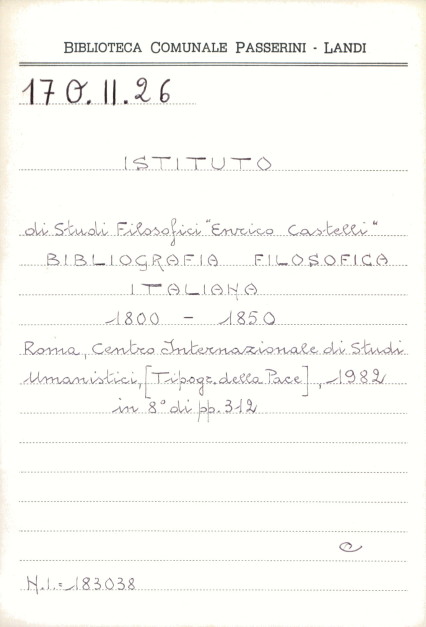 BIBLIOTECA COMUNALE PASSERINI - LANDI
170.II.26
ISTITUTO
di Studi Filosofici "Enrico Castelli"
BIBLIOGRAFIA FILOSOFICA
ITALIANA
1800 - 1850
Roma, Centro Internazionale di Studi
Umanistici, [Tipogr. della Pace], 1982
in 8° di pp. 312
N.I. = 183038